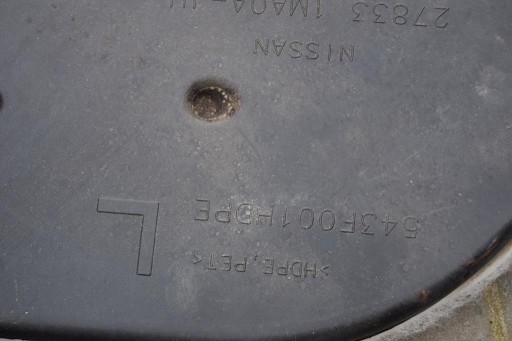 >HDPE,PET<
543F001HDPE
L
NISSAN
27833 1MA0A-